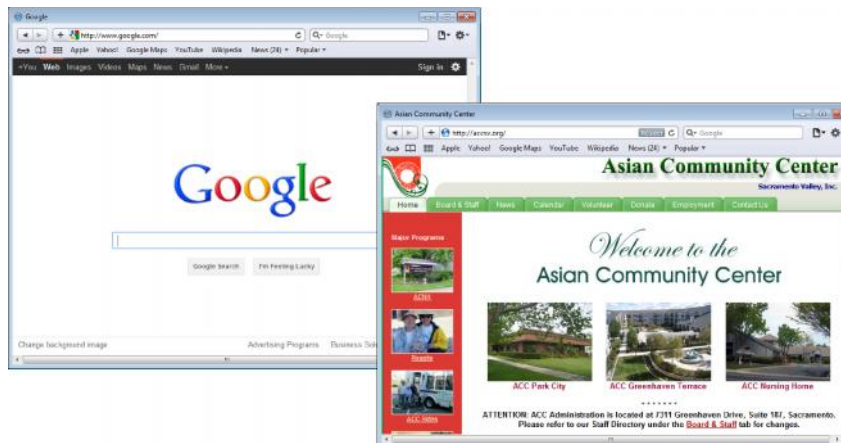 Google
http://www.google.com/
Google
Apple Yahoo! Google Maps YouTube Wikipedia News (24) Popular
+You Web Images Videos Maps News Gmail More
Sign in
Google
Google Search
I'm Feeling Lucky
Change background image
Advertising Programs
Business
Asian Community Center
http://accsv.org/
Google
Apple Yahoo! Google Maps YouTube Wikipedia News (24) Popular
Asian Community Center
Sacramento Valley, Inc.
Home Board & Staff News Calendar Volunteer Donate Employment Contact Us
Major Programs
Welcome to the
Asian Community Center
ACC Park City
ACC Greenhaven Terrace
ACC Nursing Home
ACC Rides
ATTENTION: ACC Administration is located at 7311 Greenhaven Drive, Suite 187, Sacramento.
Please refer to our Staff Directory under the Board & Staff tab for changes.